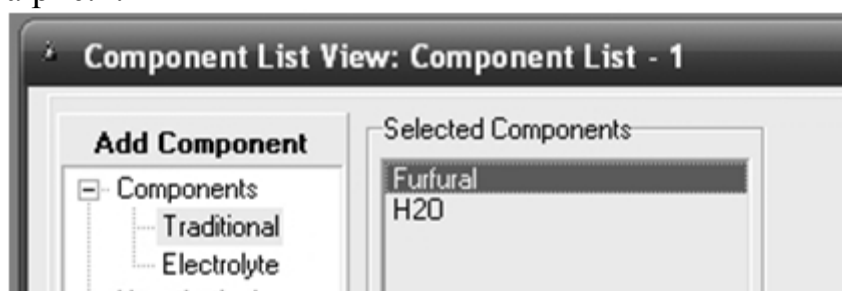 Component List View: Component List - 1
Add Component
Components
Traditional
Electrolyte
Selected Components
Furfural
H2O